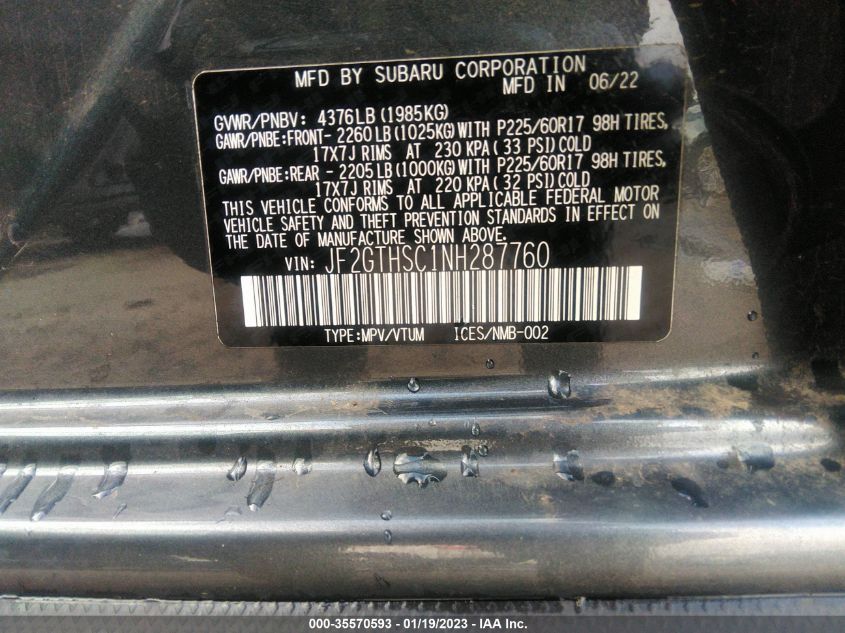 MFD BY SUBARU CORPORATION
MFD IN 06/22
GVWR/PNBV: 4376LB (1985KG)
GAWR/PNBE:FRONT- 2260LB (1025KG) WITH P225/60R17 98H TIRES,
17X7J RIMS AT 230 KPA (33 PSI) COLD
GAWR/PNBE:REAR - 2205LB (1000KG) WITH P225/60R17 98H TIRES,
17X7J RIMS AT 220 KPA (32 PSI) COLD
THIS VEHICLE CONFORMS TO ALL APPLICABLE FEDERAL MOTOR
VEHICLE SAFETY AND THEFT PREVENTION STANDARDS IN EFFECT ON
THE DATE OF MANUFACTURE SHOWN ABOVE.
VIN: JF2GTHSC1NH287760
TYPE:MPV/VTUM ICES/NMB-002
000-35570593 - 01/19/2023 - IAA Inc.